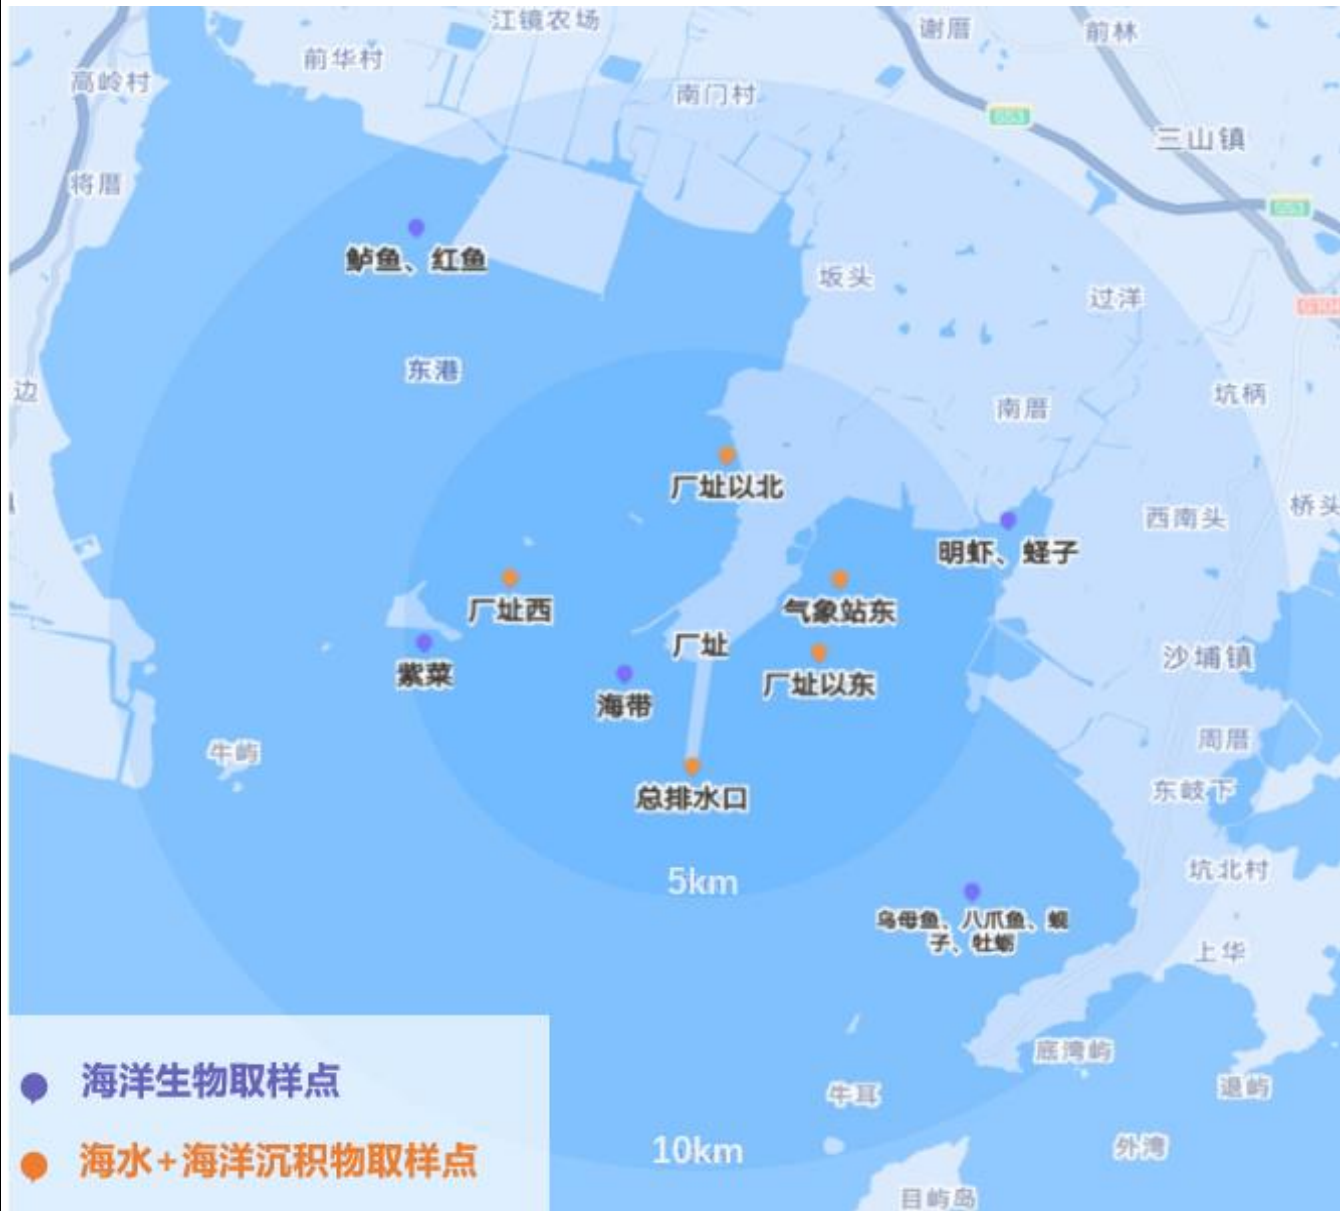 江镜农场
谢厝
前林
前华村
高岭村
南门村
G53
三山镇
将厝
G53
鲈鱼、红鱼
坂头
过洋
东港
边
坑柄
南厝
厂址以北
西南头
桥头
明虾、蛏子
厂址西
气象站东
厂址
沙埔镇
紫菜
厂址以东
海带
周厝
牛屿
东岐下
总排水口
坑北村
5km
乌母鱼、八爪鱼、蚬
子、牡蛎
上华
底湾屿
海洋生物取样点
退屿
牛耳
10km
外湾
海水+海洋沉积物取样点
目屿岛